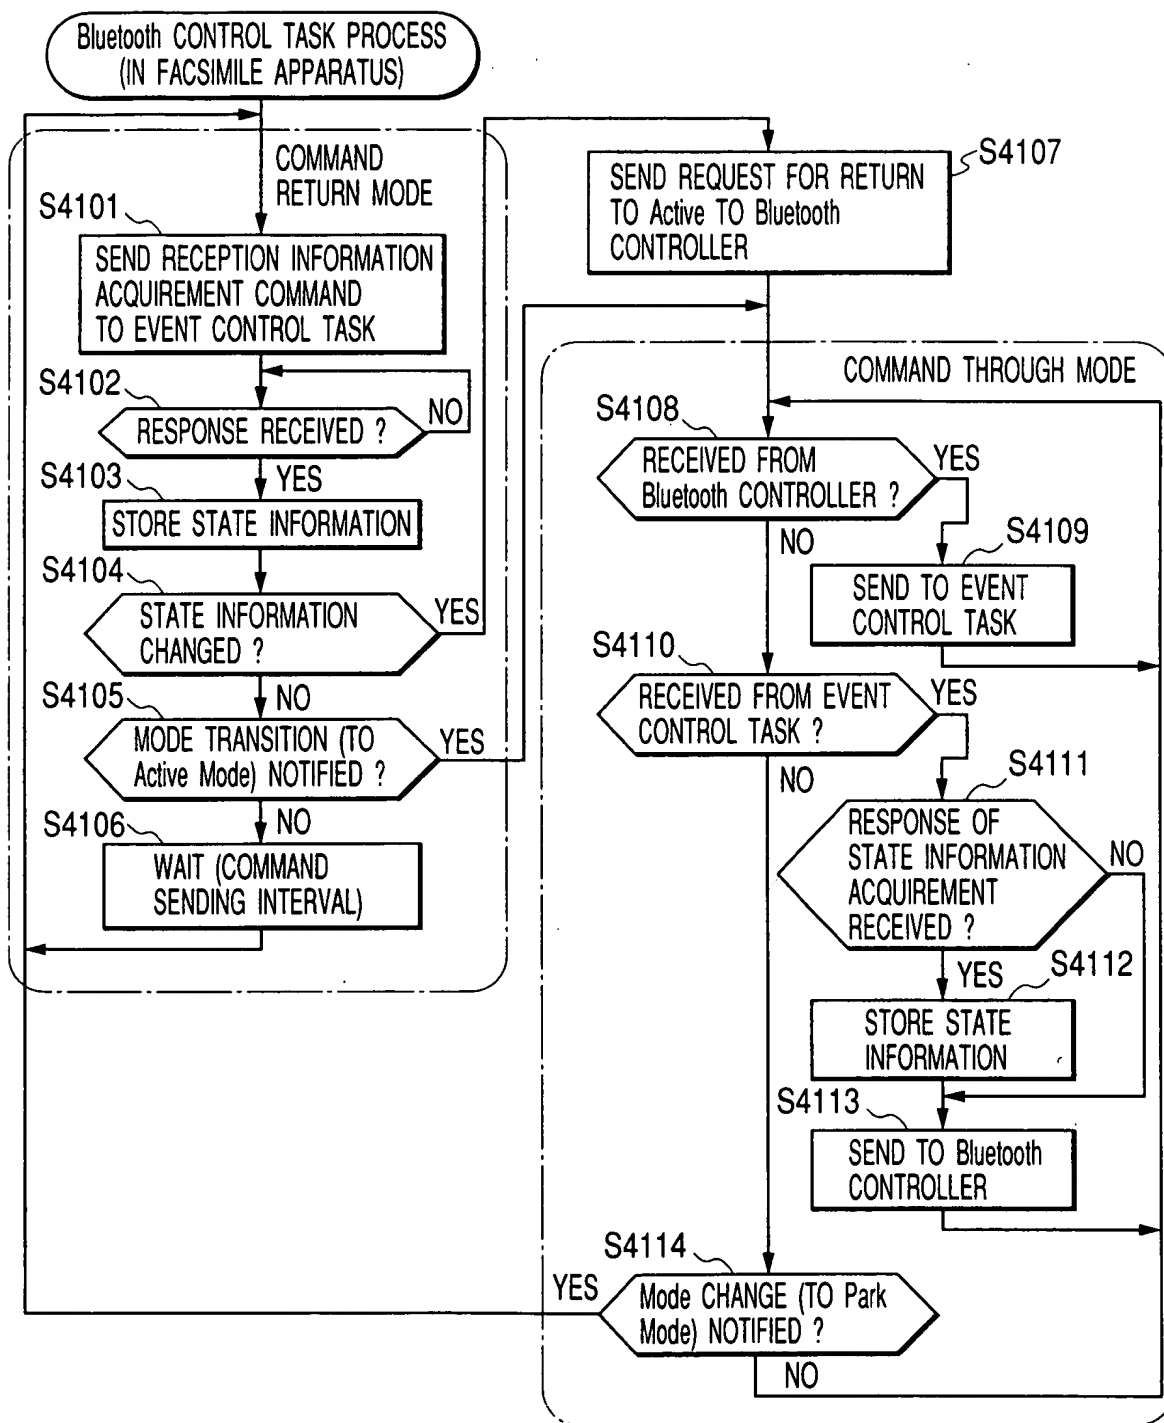 Bluetooth CONTROL TASK PROCESS
(IN FACSIMILE APPARATUS)
COMMAND
RETURN MODE
S4101
SEND RECEPTION INFORMATION
ACQUIREMENT COMMAND
TO EVENT CONTROL TASK
S4102
RESPONSE RECEIVED ?
NO
YES
S4103
STORE STATE INFORMATION
S4104
STATE INFORMATION
CHANGED ?
YES
NO
S4105
MODE TRANSITION (TO
Active Mode) NOTIFIED ?
YES
NO
S4106
WAIT (COMMAND
SENDING INTERVAL)
S4107
SEND REQUEST FOR RETURN
TO Active TO Bluetooth
CONTROLLER
COMMAND THROUGH MODE
S4108
RECEIVED FROM
Bluetooth CONTROLLER ?
YES
NO
S4109
SEND TO EVENT
CONTROL TASK
S4110
RECEIVED FROM EVENT
CONTROL TASK ?
YES
NO
S4111
RESPONSE OF
STATE INFORMATION
ACQUIREMENT
RECEIVED ?
NO
YES
S4112
STORE STATE
INFORMATION
S4113
SEND TO Bluetooth
CONTROLLER
S4114
Mode CHANGE (TO Park
Mode) NOTIFIED ?
YES
NO